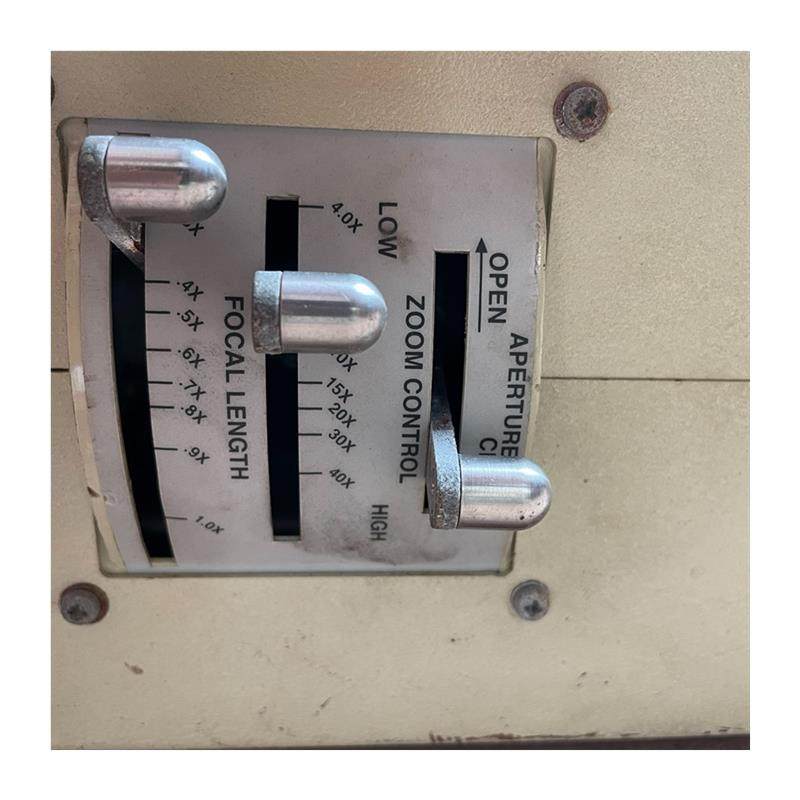 .4X
.5X
.6X
.7X
.8X
.9X
1.0X
FOCAL LENGTH
4.0X
15X
20X
30X
40X
LOW
HIGH
ZOOM CONTROL
OPEN
APERTURE